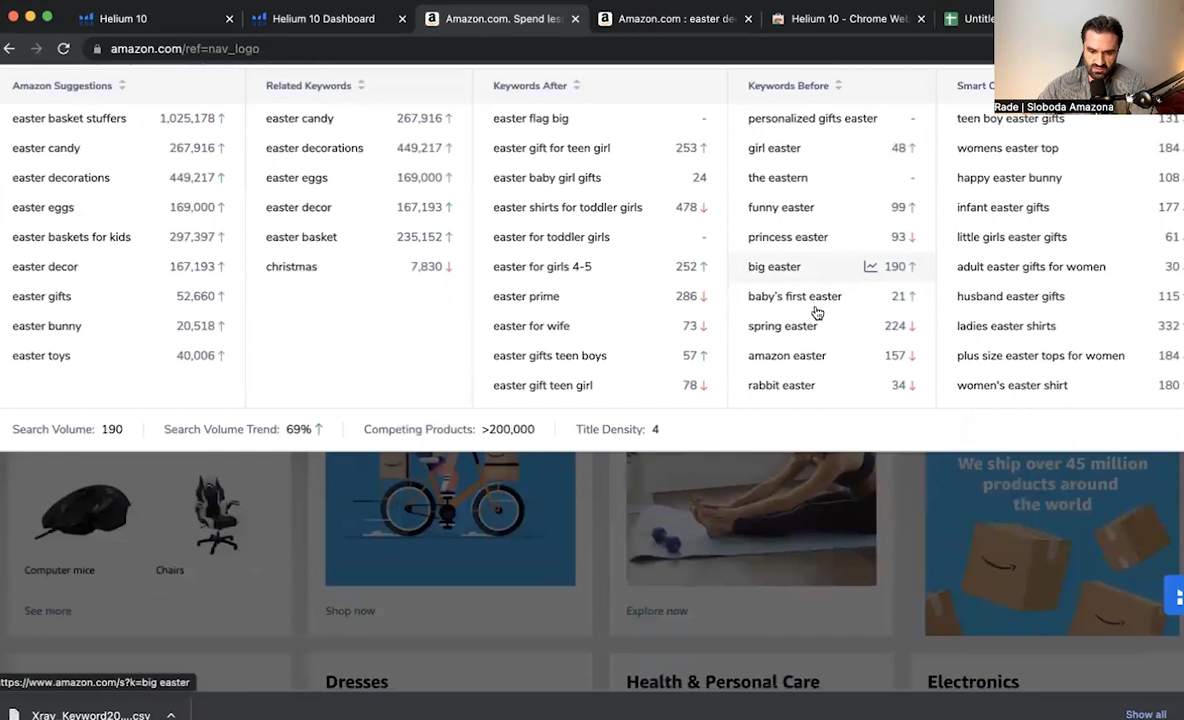 Helium 10
Helium 10 Dashboard
Amazon.com. Spend les
Amazon.com : easter de
Helium 10 - Chrome We
Untitle
amazon.com/ref=nav_logo
Rade | Sloboda Amazona
Amazon Suggestions
easter basket stuffers 1,025,178 ↑
easter candy 267,916 ↑
easter decorations 449,217 ↑
easter eggs 169,000 ↑
easter baskets for kids 297,397 ↑
easter decor 167,193 ↑
easter gifts 52,660 ↑
easter bunny 20,518 ↑
easter toys 40,006 ↑
Related Keywords
easter candy 267,916 ↑
easter decorations 449,217 ↑
easter eggs 169,000 ↑
easter decor 167,193 ↑
easter basket 235,152 ↑
christmas 7,830 ↓
Keywords After
easter flag big -
easter gift for teen girl 253 ↑
easter baby girl gifts 24
easter shirts for toddler girls 478 ↓
easter for toddler girls -
easter for girls 4-5 252 ↑
easter prime 286 ↓
easter for wife 73 ↓
easter gifts teen boys 57 ↑
easter gift teen girl 78 ↓
Keywords Before
personalized gifts easter -
girl easter 48 ↑
the eastern -
funny easter 99 ↑
princess easter 93 ↓
big easter 190 ↑
baby's first easter 21 ↑
spring easter 224 ↓
amazon easter 157 ↓
rabbit easter 34 ↓
Smart C
teen boy easter gifts 131
womens easter top 184
happy easter bunny 108
infant easter gifts 177
little girls easter gifts 61
adult easter gifts for women 30
husband easter gifts 115
ladies easter shirts 332
plus size easter tops for women 184
women's easter shirt 180
Search Volume: 190 Search Volume Trend: 69% ↑ Competing Products: >200,000 Title Density: 4
Computer mice Chairs
See more
Shop now
Explore now
We ship over 45 million
products around
the world
ttps://www.amazon.com/s?k=big easter
Dresses
Health & Personal Care
Electronics
Xray_Keyword20....csv
Show all